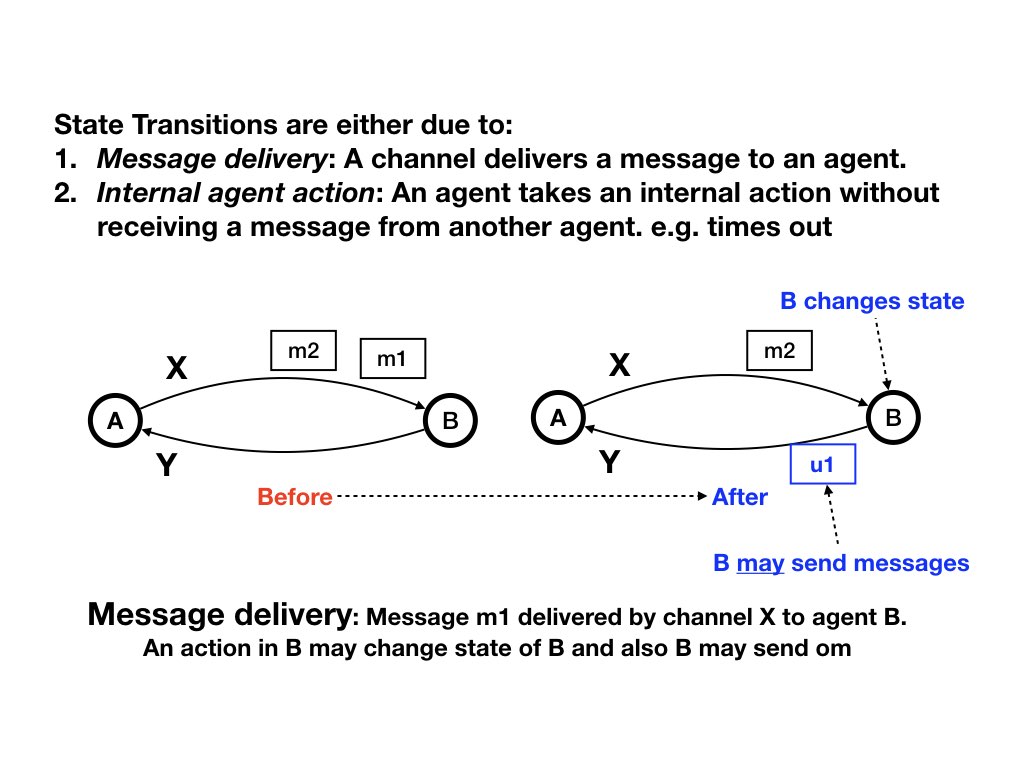 State Transitions are either due to:
1. Message delivery: A channel delivers a message to an agent.
2. Internal agent action: An agent takes an internal action without
receiving a message from another agent. e.g. times out
B changes state
m2 m1 m2
X X
A B A B
Y Y u1
Before After
B may send messages
Message delivery: Message m1 delivered by channel X to agent B.
An action in B may change state of B and also B may send om